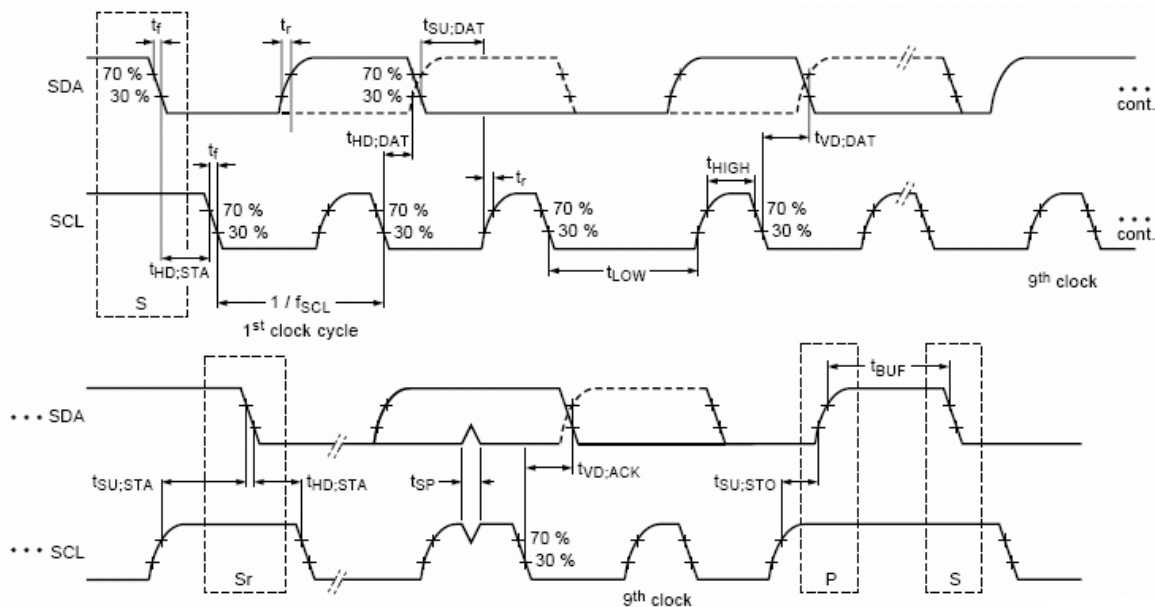 tf
tr
tSU;DAT
SDA
70 %
30 %
70 %
30 %
cont.
tHD;DAT
tf
tr
tHIGH
tVD;DAT
SCL
70 %
30 %
70 %
30 %
70 %
30 %
70 %
30 %
cont.
tHD;STA
tLOW
9th clock
S
1 / fSCL
1st clock cycle
tBUF
SDA
tSU;STA
tHD;STA
tSP
tVD;ACK
tSU;STO
SCL
70 %
30 %
Sr
P
S
9th clock